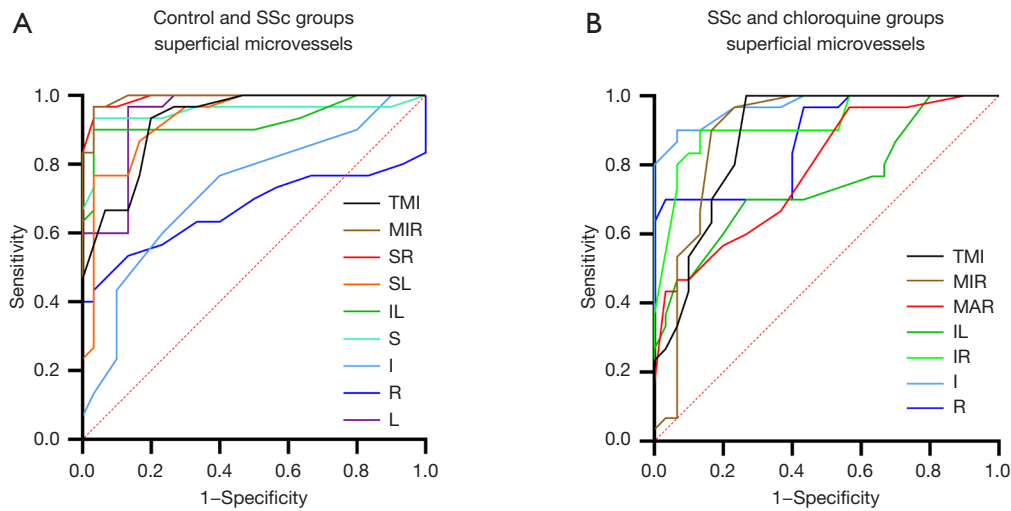 A
Control and SSc groups
superficial microvessels
Sensitivity
1.0
0.8
0.6
0.4
0.2
0.0
0.0 0.2 0.4 0.6 0.8 1.0
1–Specificity
TMI
MIR
SR
SL
IL
S
I
R
L
B
SSc and chloroquine groups
superficial microvessels
Sensitivity
1.0
0.8
0.6
0.4
0.2
0.0
0.0 0.2 0.4 0.6 0.8 1.0
1–Specificity
TMI
MIR
MAR
IL
IR
I
R